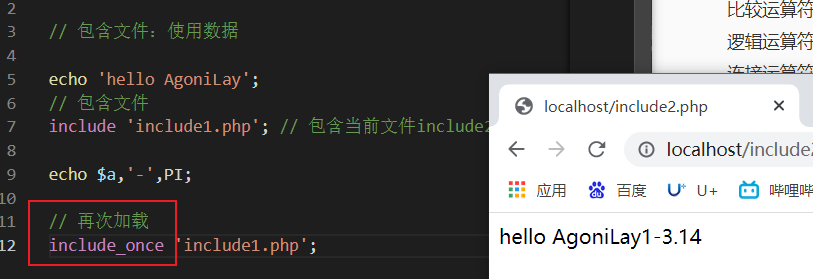 2
3 // 包含文件：使用数据
4
5 echo 'hello AgoniLay';
6 // 包含文件
7 include 'include1.php'; // 包含当前文件include2
8
9 echo $a,'-',PI;
10
11 // 再次加载
12 include_once 'include1.php';
比较运算符
逻辑运算符
连接运算符
localhost/include2.php
localhost/include2
应用
百度
U+
哔哩哔
hello AgoniLay1-3.14